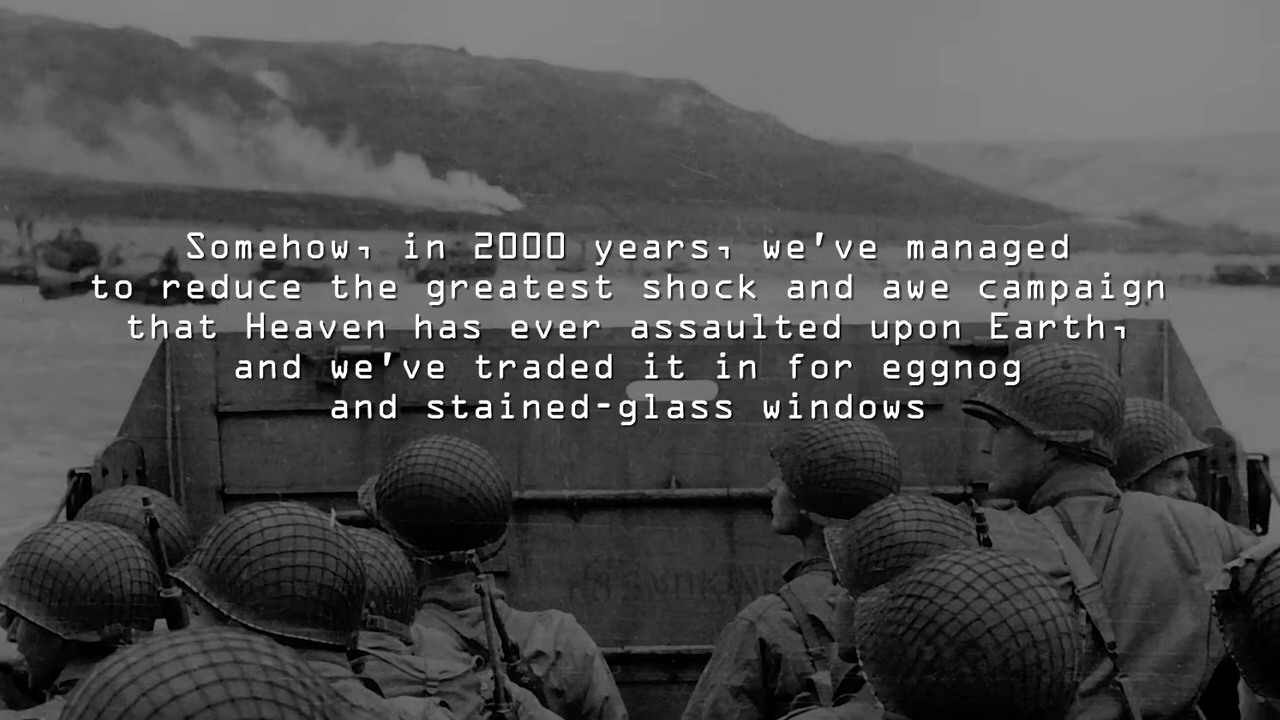 Somehow, in 2000 years, we've managed
to reduce the greatest shock and awe campaign
that Heaven has ever assaulted upon Earth,
and we've traded it in for eggnog
and stained-glass windows